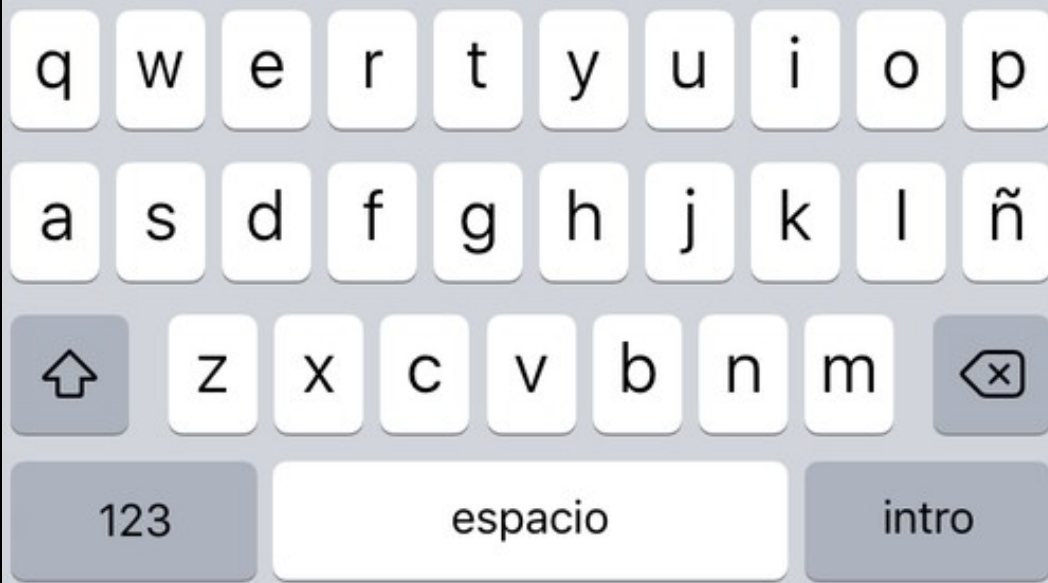 q w e r t y u i o p
a s d f g h j k l ñ
z x c v b n m
123 espacio intro